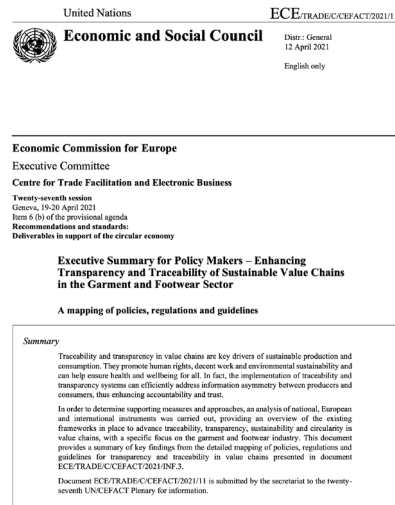 United Nations
ECE/TRADE/C/CEFACT/2021/1
Economic and Social Council
Distr.: General
12 April 2021
English only
Economic Commission for Europe
Executive Committee
Centre for Trade Facilitation and Electronic Business
Twenty-seventh session
Geneva, 19-20 April 2021
Item 6 (b) of the provisional agenda
Recommendations and standards:
Deliverables in support of the circular economy
Executive Summary for Policy Makers – Enhancing
Transparency and Traceability of Sustainable Value Chains
in the Garment and Footwear Sector
A mapping of policies, regulations and guidelines
Summary
Traceability and transparency in value chains are key drivers of sustainable production and
consumption. They promote human rights, decent work and environmental sustainability and
can help ensure health and wellbeing for all. In fact, the implementation of traceability and
transparency systems can efficiently address information asymmetry between producers and
consumers, thus enhancing accountability and trust.
In order to determine supporting measures and approaches, an analysis of national, European
and international instruments was carried out, providing an overview of the existing
frameworks in place to advance traceability, transparency, sustainability and circularity in
value chains, with a specific focus on the garment and footwear industry. This document
provides a summary of key findings from the detailed mapping of policies, regulations and
guidelines for transparency and traceability in value chains presented in document
ECE/TRADE/C/CEFACT/2021/INF.3.
Document ECE/TRADE/C/CEFACT/2021/11 is submitted by the secretariat to the twenty-
seventh UN/CEFACT Plenary for information.